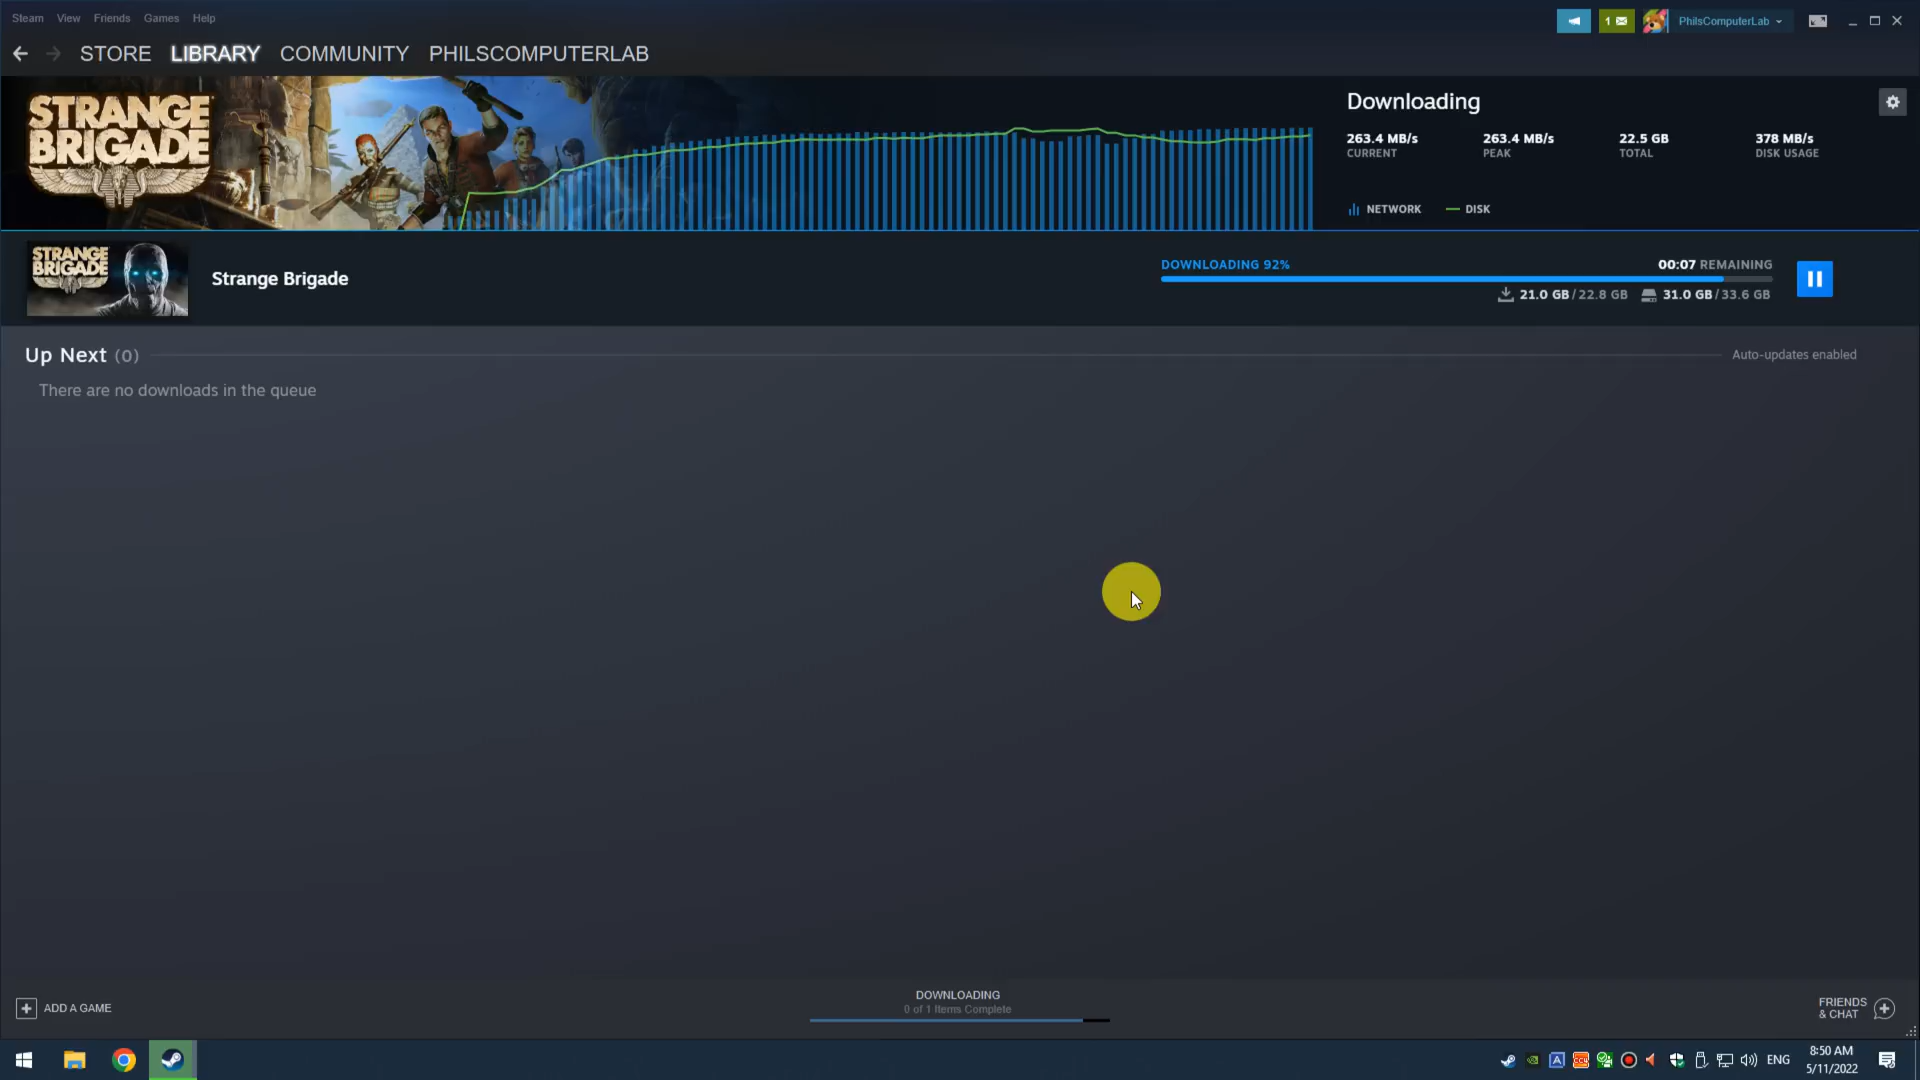 Steam View Friends Games Help
1
PhilsComputerLab
STORE LIBRARY COMMUNITY PHILSCOMPUTERLAB
STRANGE
BRIGADE
Downloading
263.4 MB/s 263.4 MB/s 22.5 GB 378 MB/s
CURRENT PEAK TOTAL DISK USAGE
NETWORK DISK
STRANGE
BRIGADE
Strange Brigade
DOWNLOADING 92%
00:07 REMAINING
21.0 GB/22.8 GB 31.0 GB/33.6 GB
Up Next (0)
Auto-updates enabled
There are no downloads in the queue
ADD A GAME
DOWNLOADING
0 of 1 Items Complete
FRIENDS
& CHAT
ENG
8:50 AM
5/11/2022